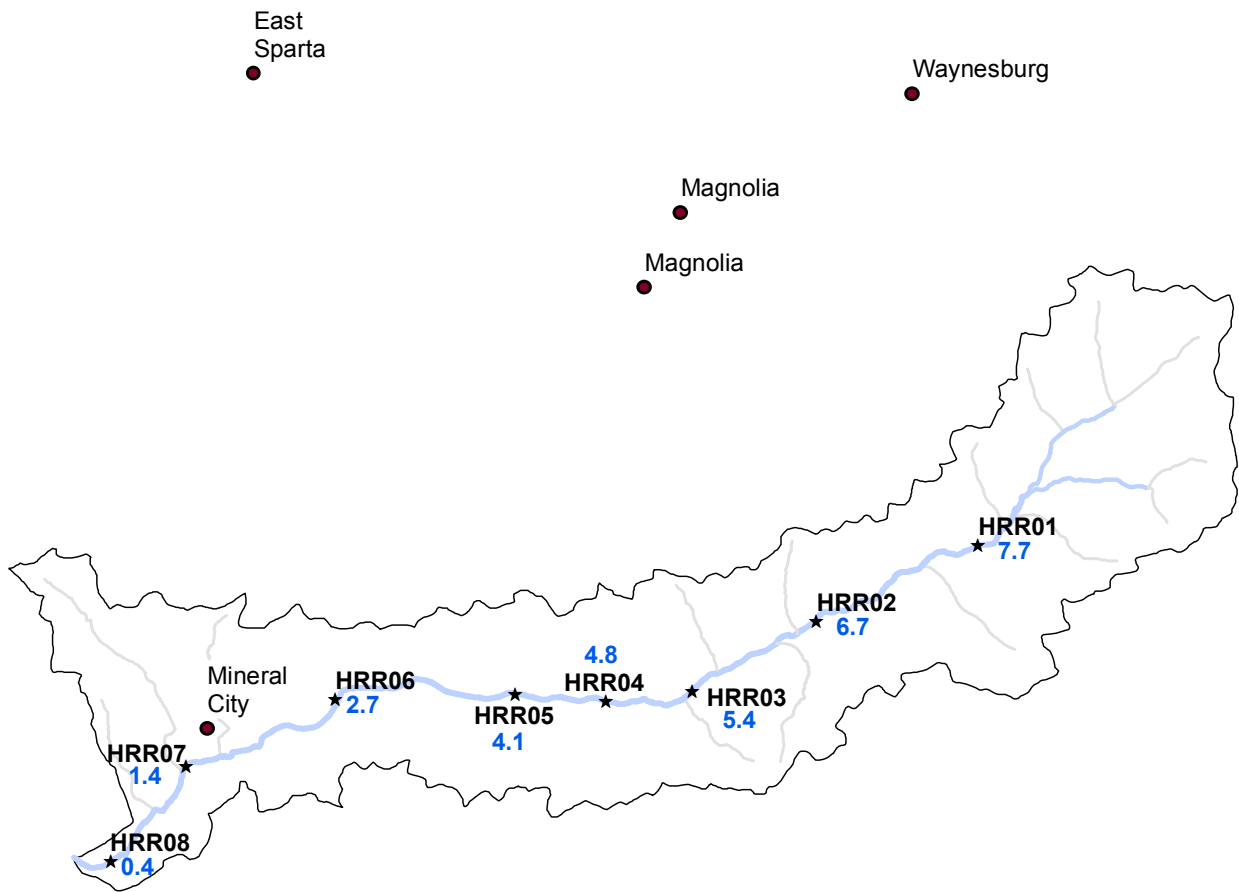 East
Sparta
Waynesburg
Magnolia
Magnolia
HRR01
7.7
HRR02
6.7
4.8
HRR04
HRR06
2.7
Mineral
City
HRR03
5.4
HRR05
4.1
HRR07
1.4
HRR08
0.4